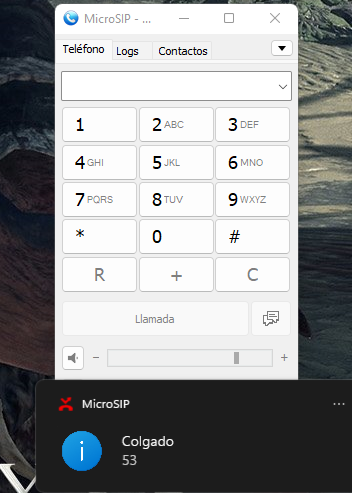 MicroSIP - ...
Teléfono Logs Contactos
1 2 ABC 3 DEF
4 GHI 5 JKL 6 MNO
7 PQRS 8 TUV 9 WXYZ
* 0 #
R + C
Llamada
− +
MicroSIP ...
Colgado
53